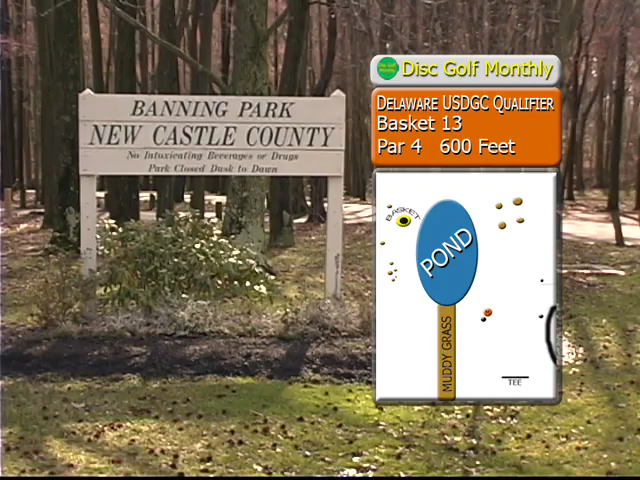 BANNING PARK
NEW CASTLE COUNTY
No Intoxicating Beverages or Drugs
Park Closed Dusk to Dawn
Disc Golf Monthly
Delaware USDGC Qualifier
Basket 13
Par 4 600 Feet
BASKET
POND
MUDDY GRASS
TEE